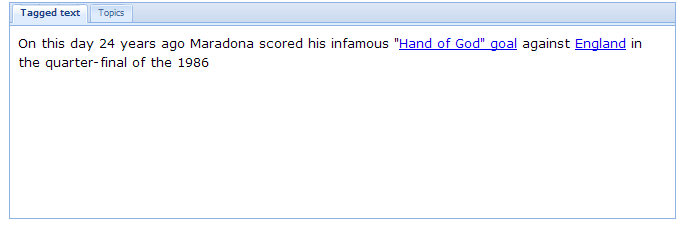 Tagged text Topics
On this day 24 years ago Maradona scored his infamous "Hand of God" goal against England in
the quarter-final of the 1986